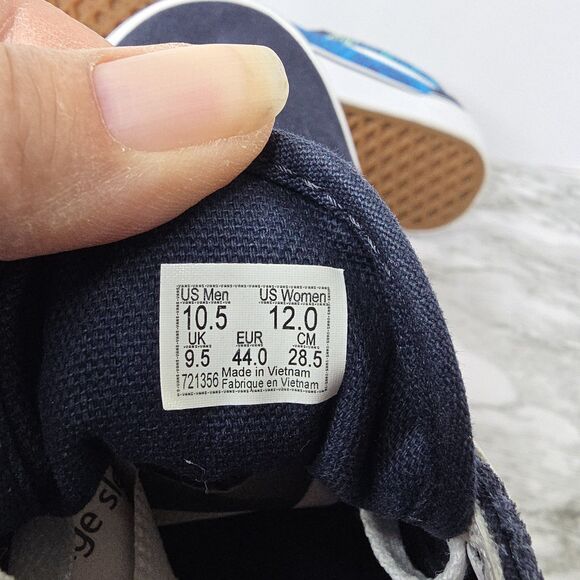 US Men US Women
10.5 12.0
UK EUR CM
9.5 44.0 28.5
721356 Made in Vietnam
Fabrique en Vietnam